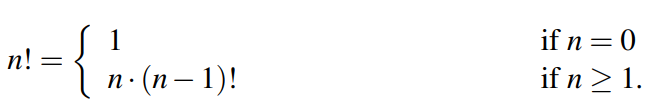 n! = { 1 if n = 0
n · (n − 1)! if n ≥ 1.